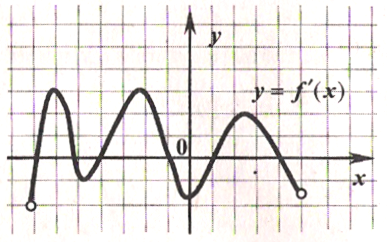 y
y = f′(x)
0
x